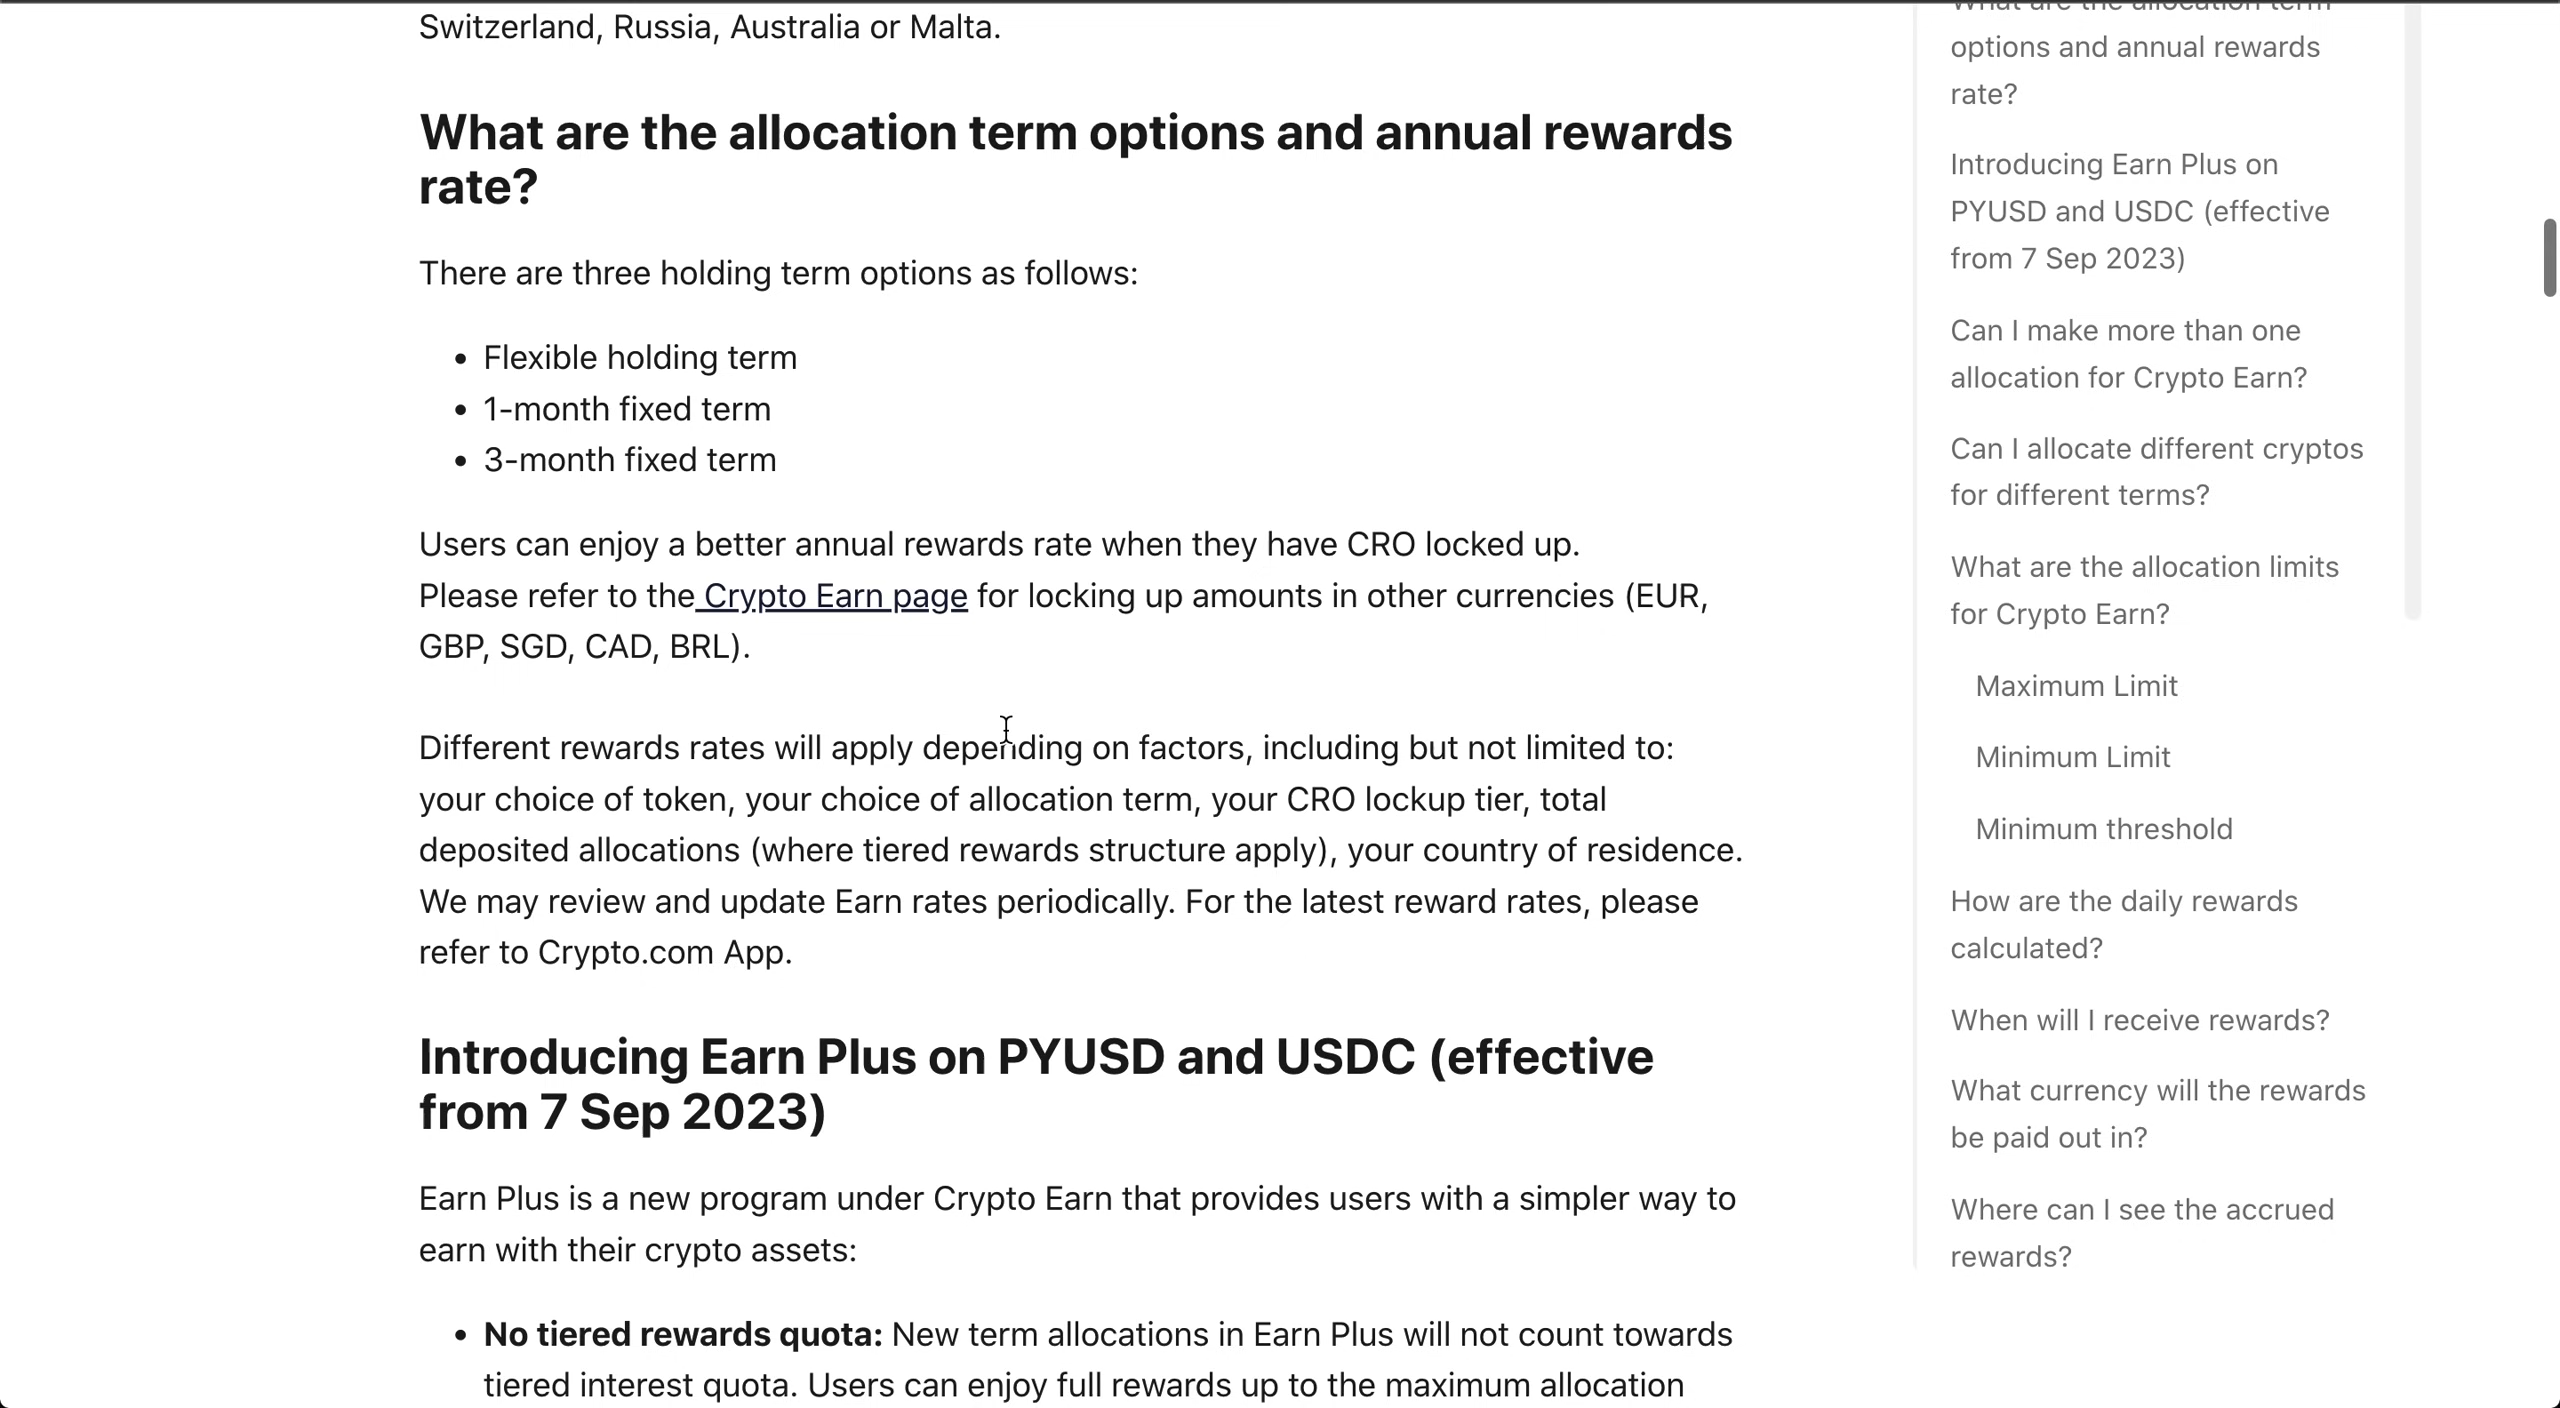 Switzerland, Russia, Australia or Malta.
What are the allocation term options and annual rewards
rate?
There are three holding term options as follows:
• Flexible holding term
• 1-month fixed term
• 3-month fixed term
Users can enjoy a better annual rewards rate when they have CRO locked up.
Please refer to the Crypto Earn page for locking up amounts in other currencies (EUR,
GBP, SGD, CAD, BRL).
Different rewards rates will apply depending on factors, including but not limited to:
your choice of token, your choice of allocation term, your CRO lockup tier, total
deposited allocations (where tiered rewards structure apply), your country of residence.
We may review and update Earn rates periodically. For the latest reward rates, please
refer to Crypto.com App.
Introducing Earn Plus on PYUSD and USDC (effective
from 7 Sep 2023)
Earn Plus is a new program under Crypto Earn that provides users with a simpler way to
earn with their crypto assets:
• No tiered rewards quota: New term allocations in Earn Plus will not count towards
tiered interest quota. Users can enjoy full rewards up to the maximum allocation
What are the allocation term
options and annual rewards
rate?
Introducing Earn Plus on
PYUSD and USDC (effective
from 7 Sep 2023)
Can I make more than one
allocation for Crypto Earn?
Can I allocate different cryptos
for different terms?
What are the allocation limits
for Crypto Earn?
Maximum Limit
Minimum Limit
Minimum threshold
How are the daily rewards
calculated?
When will I receive rewards?
What currency will the rewards
be paid out in?
Where can I see the accrued
rewards?